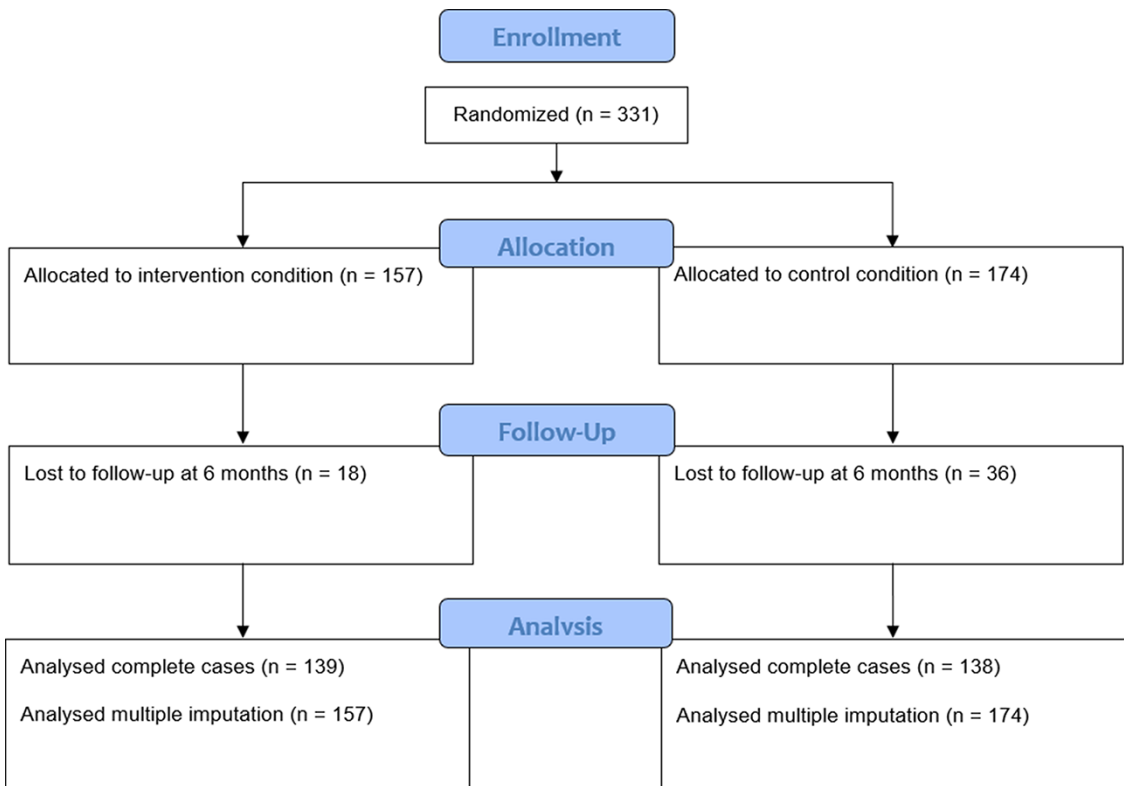 Enrollment
Randomized (n = 331)
Allocation
Allocated to intervention condition (n = 157)
Allocated to control condition (n = 174)
Follow-Up
Lost to follow-up at 6 months (n = 18)
Lost to follow-up at 6 months (n = 36)
Analysis
Analysed complete cases (n = 139)
Analysed multiple imputation (n = 157)
Analysed complete cases (n = 138)
Analysed multiple imputation (n = 174)